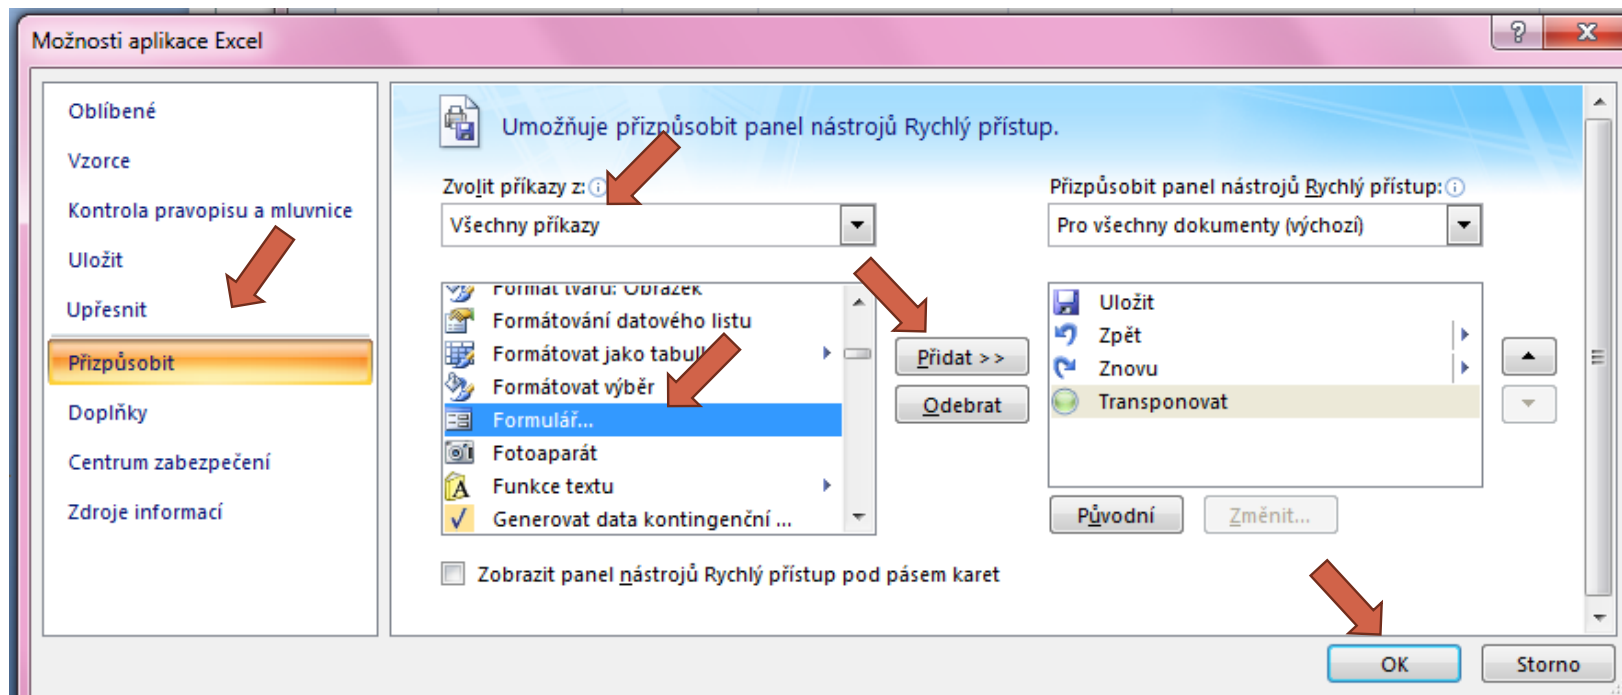 Možnosti aplikace Excel
Oblíbené
Vzorce
Kontrola pravopisu a mluvnice
Uložit
Upřesnit
Přizpůsobit
Doplňky
Centrum zabezpečení
Zdroje informací
Umožňuje přizpůsobit panel nástrojů Rychlý přístup.
Zvolit příkazy z:
Všechny příkazy
Formát tvaru: Obrázek
Formátování datového listu
Formátovat jako
Formátovat výběr
Formulář...
Fotoaparát
Funkce textu
Generovat data kontingenční ...
Přidat >>
Odebrat
Přizpůsobit panel nástrojů Rychlý přístup:
Pro všechny dokumenty (výchozí)
Uložit
Zpět
Znovu
Transponovat
Původní
Změnit...
Zobrazit panel nástrojů Rychlý přístup pod pásem karet
OK
Storno